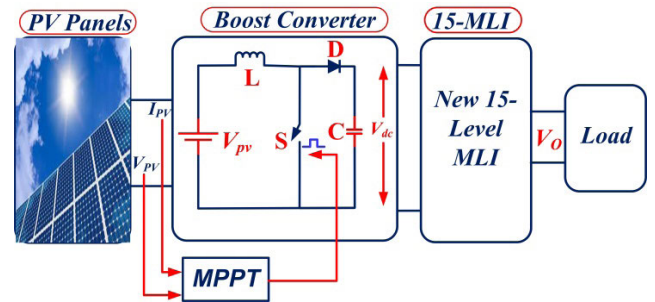 PV Panels
Boost Converter
15-MLI
D
L
I_PV
V_pv
S
C
V_dc
New 15-
Level
MLI
V_O
Load
V_PV
MPPT